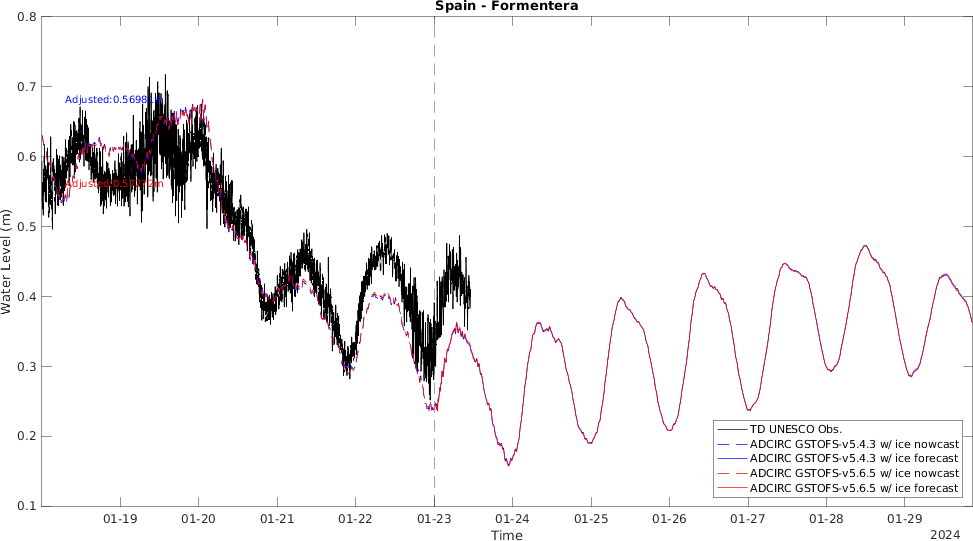 Spain - Formentera
0.8
0.7
0.6
0.5
0.4
0.3
0.2
0.1
Water Level (m)
Adjusted:0.5698
01-19
01-20
01-21
01-22
01-23
01-24
01-25
01-26
01-27
01-28
01-29
Time
2024
TD UNESCO Obs.
ADCIRC GSTOFS-v5.4.3 w/ ice nowcast
ADCIRC GSTOFS-v5.4.3 w/ ice forecast
ADCIRC GSTOFS-v5.6.5 w/ ice nowcast
ADCIRC GSTOFS-v5.6.5 w/ ice forecast